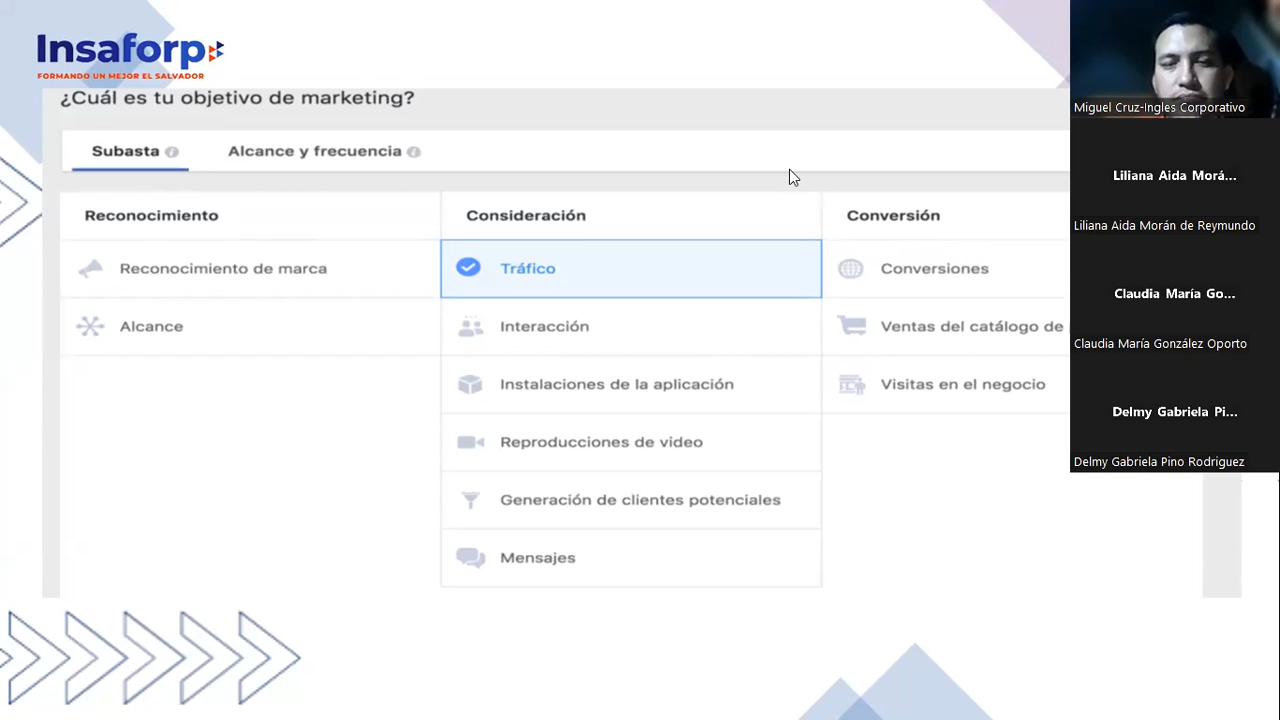 Insaforp
FORMANDO UN MEJOR EL SALVADOR
¿Cuál es tu objetivo de marketing?
Subasta
Alcance y frecuencia
Reconocimiento
Consideración
Conversión
Reconocimiento de marca
Tráfico
Conversiones
Alcance
Interacción
Ventas del catálogo de
Instalaciones de la aplicación
Visitas en el negocio
Reproducciones de video
Generación de clientes potenciales
Mensajes
Miguel Cruz-Ingles Corporativo
Liliana Aida Morá...
Liliana Aida Morán de Reymundo
Claudia María Go...
Claudia María González Oporto
Delmy Gabriela Pi...
Delmy Gabriela Pino Rodriguez